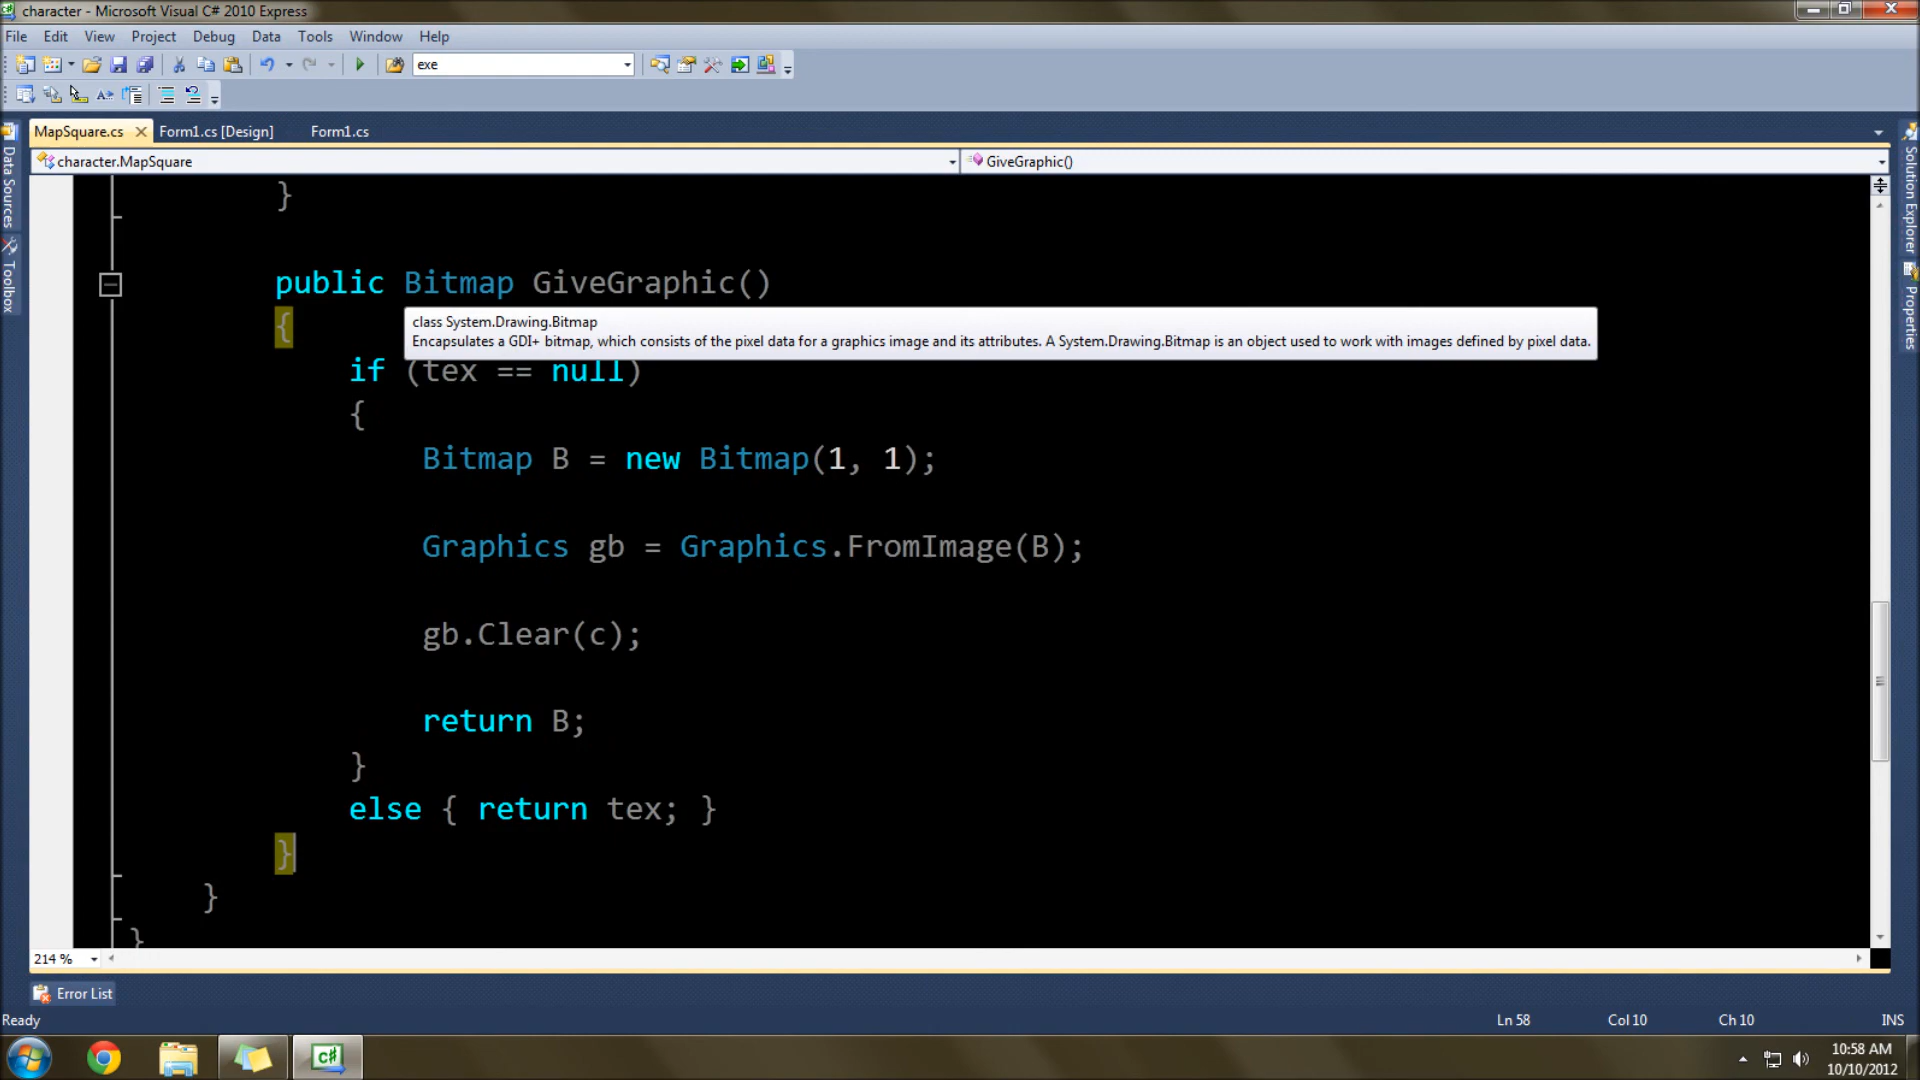 character - Microsoft Visual C# 2010 Express
File Edit View Project Debug Data Tools Window Help
exe
MapSquare.cs Form1.cs [Design] Form1.cs
character.MapSquare GiveGraphic()
Data Sources
Toolbox
Solution Explorer
Properties
}
public Bitmap GiveGraphic()
{
class System.Drawing.Bitmap
Encapsulates a GDI+ bitmap, which consists of the pixel data for a graphics image and its attributes. A System.Drawing.Bitmap is an object used to work with images defined by pixel data.
if (tex == null)
{
Bitmap B = new Bitmap(1, 1);
Graphics gb = Graphics.FromImage(B);
gb.Clear(c);
return B;
}
else { return tex; }
}
}
}
214 %
Error List
Ready Ln 58 Col 10 Ch 10 INS
C#
10:58 AM
10/10/2012